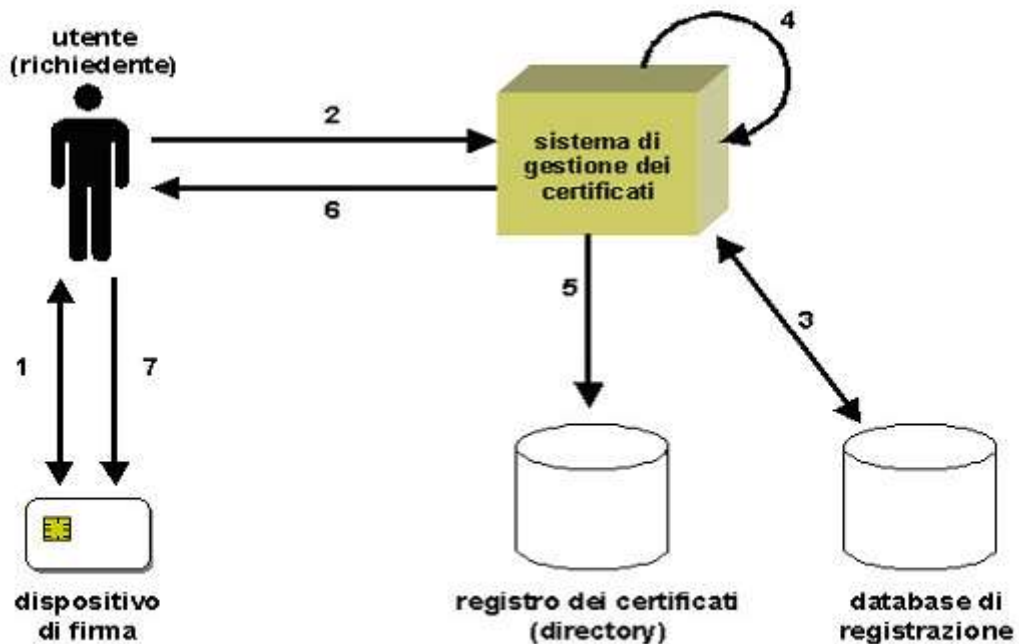 utente
(richiedente)
4
2
sistema di
gestione dei
certificati
6
5
3
1
7
dispositivo
di firma
registro dei certificati
(directory)
database di
registrazione